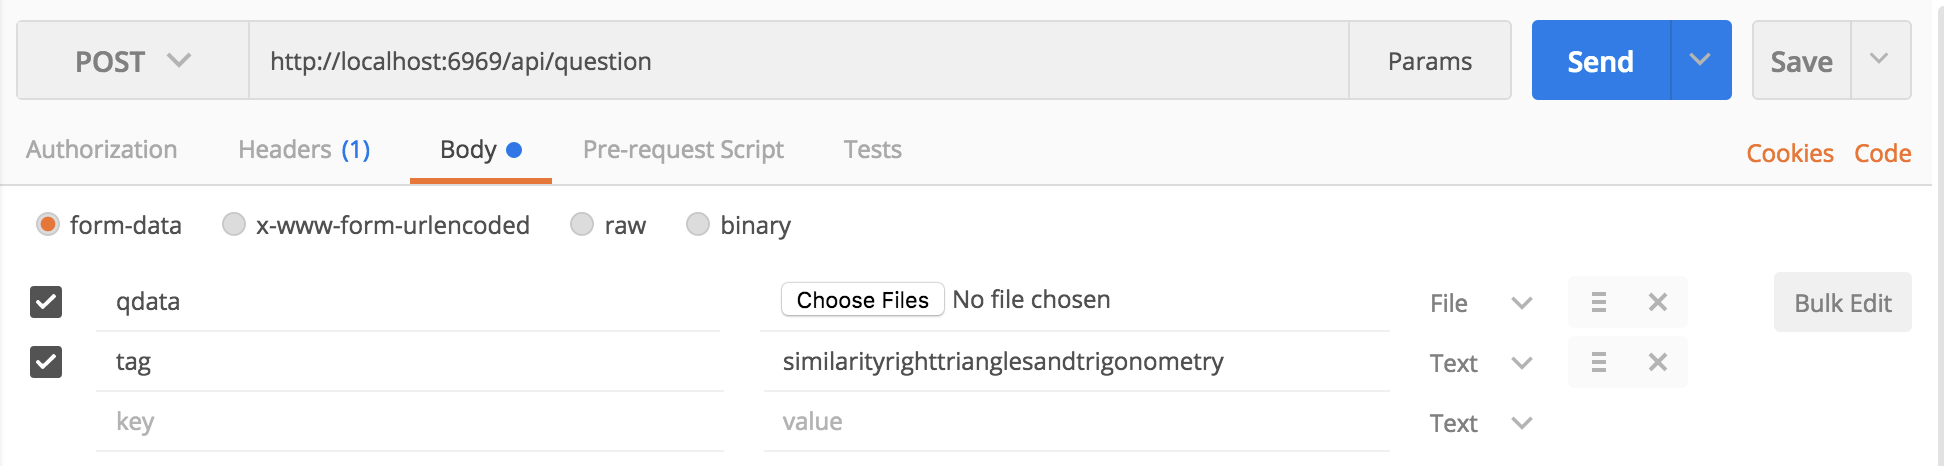 POST http://localhost:6969/api/question Params Send Save
Authorization Headers (1) Body Pre-request Script Tests Cookies Code
form-data x-www-form-urlencoded raw binary
qdata Choose Files No file chosen File Bulk Edit
tag similarityrighttrianglesandtrigonometry Text
key value Text